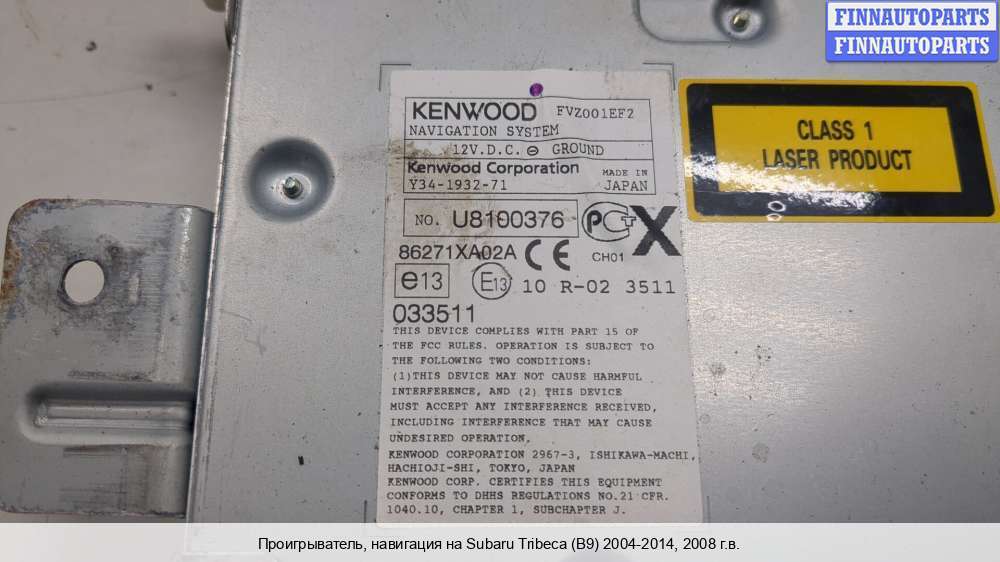 FINNAUTOPARTS
FINNAUTOPARTS
KENWOOD FVZ001EF2
NAVIGATION SYSTEM
12V.D.C. ⊖ GROUND
Kenwood Corporation MADE IN
Y34-1932-71 JAPAN
NO. U8100376
X
86271XA02A CE CH01
e13 E13 10 R-02 3511
033511
THIS DEVICE COMPLIES WITH PART 15 OF
THE FCC RULES. OPERATION IS SUBJECT TO
THE FOLLOWING TWO CONDITIONS:
(1)THIS DEVICE MAY NOT CAUSE HARMFUL
INTERFERENCE, AND (2) THIS DEVICE
MUST ACCEPT ANY INTERFERENCE RECEIVED,
INCLUDING INTERFERENCE THAT MAY CAUSE
UNDESIRED OPERATION.
KENWOOD CORPORATION 2967-3, ISHIKAWA-MACHI,
HACHIOJI-SHI, TOKYO, JAPAN
KENWOOD CORP. CERTIFIES THIS EQUIPMENT
CONFORMS TO DHHS REGULATIONS NO.21 CFR.
1040.10, CHAPTER 1, SUBCHAPTER J.
CLASS 1
LASER PRODUCT
Проигрыватель, навигация на Subaru Tribeca (B9) 2004-2014, 2008 г.в.